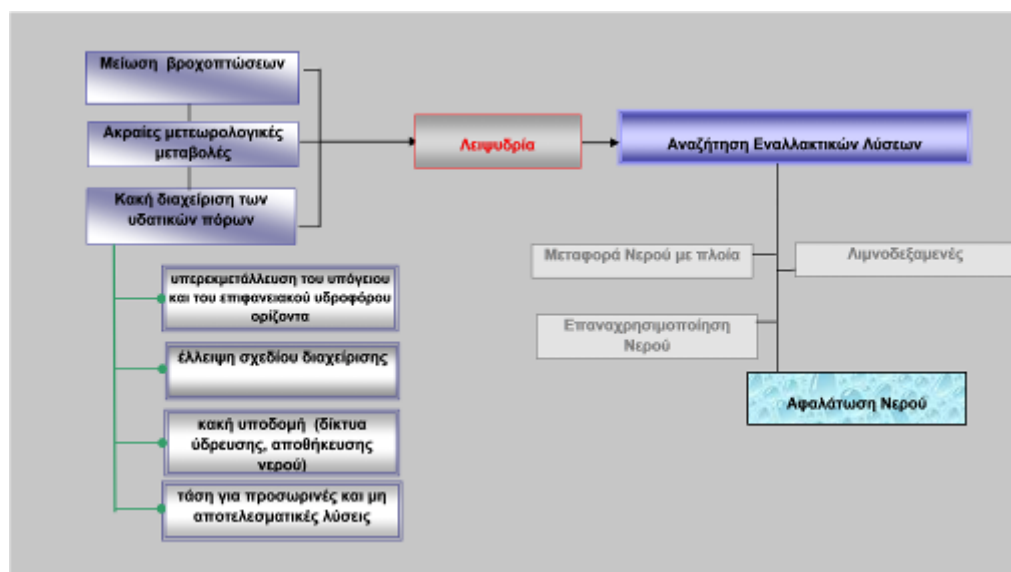 Μείωση βροχοπτώσεων
Ακραίες μετεωρολογικές
μεταβολές
Κακή διαχείριση των
υδατικών πόρων
υπερεκμετάλλευση του υπόγειου
και του επιφανειακού υδροφόρου
ορίζοντα
έλλειψη σχεδίου διαχείρισης
κακή υποδομή (δίκτυα
ύδρευσης, αποθήκευσης
νερού)
τάση για προσωρινές και μη
αποτελεσματικές λύσεις
Λειψυδρία
Αναζήτηση Εναλλακτικών Λύσεων
Μεταφορά Νερού με πλοία
Λιμνοδεξαμενές
Επαναχρησιμοποίηση
Νερού
Αφαλάτωση Νερού